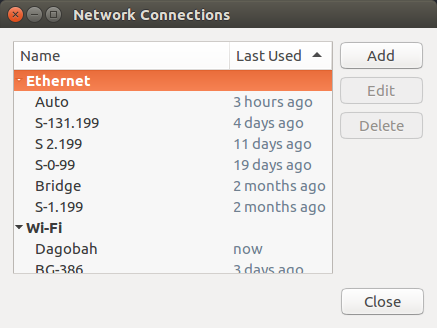 Network Connections
Name Last Used Add
Ethernet
Auto 3 hours ago Edit
S-131.199 4 days ago Delete
S 2.199 11 days ago
S-0-99 19 days ago
Bridge 2 months ago
S-1.199 2 months ago
Wi-Fi
Dagobah now
BG-386 3 days ago
Close